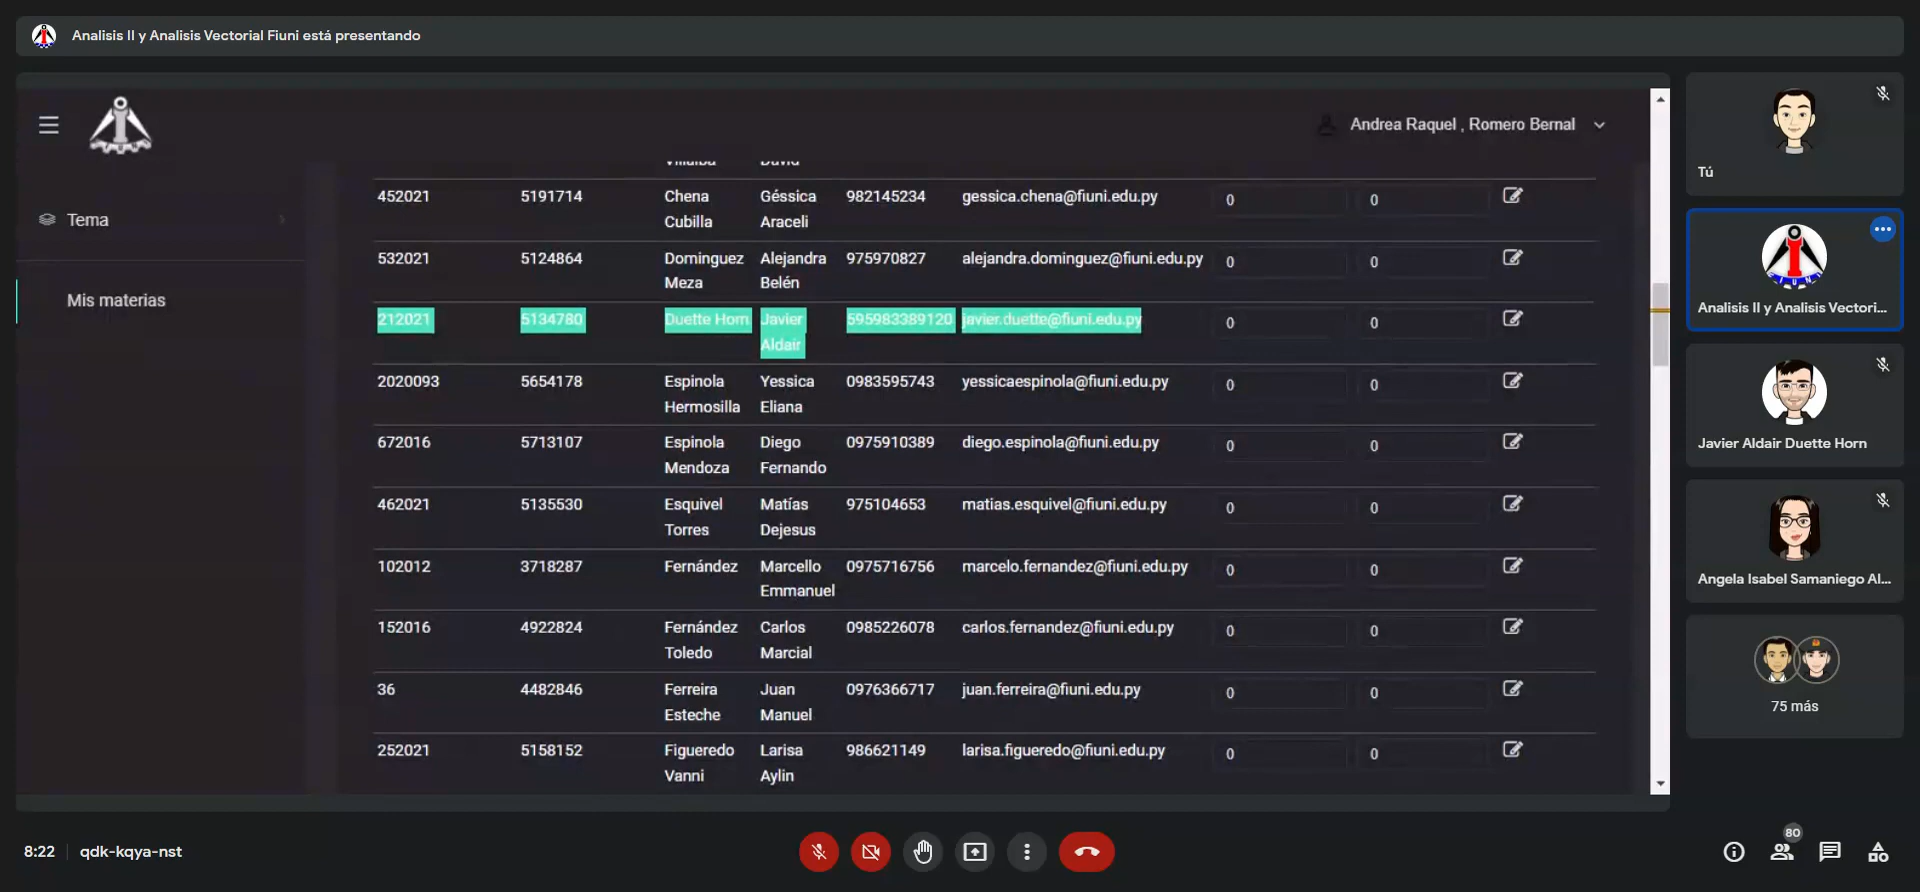 Analisis II y Analisis Vectorial Fiuni está presentando
Andrea Raquel , Romero Bernal
Tema
Mis materias
Villalba David
452021 5191714 Chena Cubilla Géssica Araceli 982145234 gessica.chena@fiuni.edu.py 0 0
532021 5124864 Dominguez Meza Alejandra Belén 975970827 alejandra.dominguez@fiuni.edu.py 0 0
212021 5134780 Duette Horn Javier Aldair 595983389120 javier.duette@fiuni.edu.py 0 0
2020093 5654178 Espinola Hermosilla Yessica Eliana 0983595743 yessicaespinola@fiuni.edu.py 0 0
672016 5713107 Espinola Mendoza Diego Fernando 0975910389 diego.espinola@fiuni.edu.py 0 0
462021 5135530 Esquivel Torres Matías Dejesus 975104653 matias.esquivel@fiuni.edu.py 0 0
102012 3718287 Fernández Marcello Emmanuel 0975716756 marcelo.fernandez@fiuni.edu.py 0 0
152016 4922824 Fernández Toledo Carlos Marcial 0985226078 carlos.fernandez@fiuni.edu.py 0 0
36 4482846 Ferreira Esteche Juan Manuel 0976366717 juan.ferreira@fiuni.edu.py 0 0
252021 5158152 Figueredo Vanni Larisa Aylin 986621149 larisa.figueredo@fiuni.edu.py 0 0
Tú
FIUNI
Analisis II y Analisis Vectori...
Javier Aldair Duette Horn
Angela Isabel Samaniego Al...
75 más
8:22 qdk-kqya-nst
80